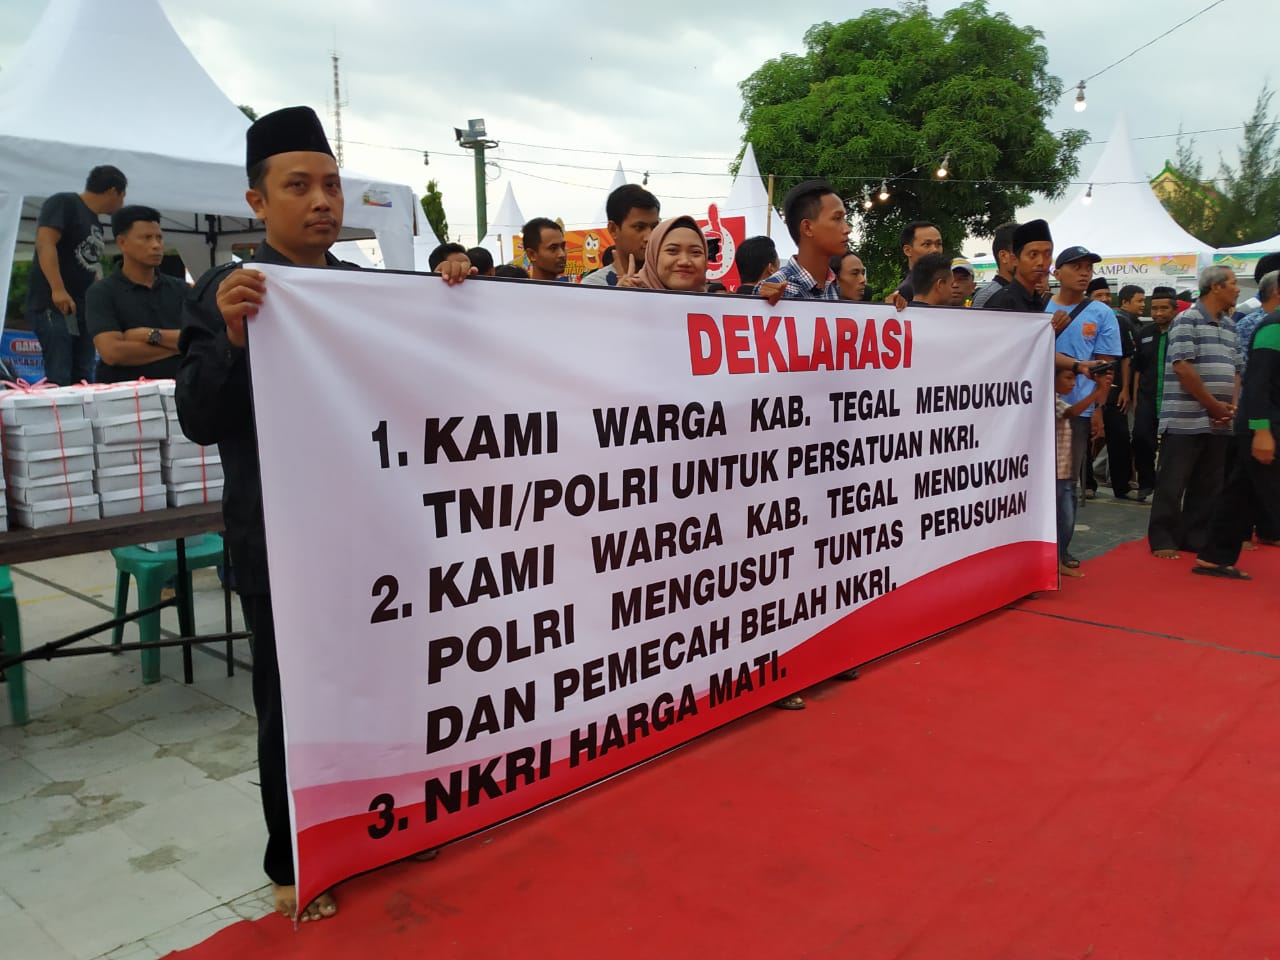 DEKLARASI
1. KAMI WARGA KAB. TEGAL MENDUKUNG
TNI/POLRI UNTUK PERSATUAN NKRI.
2. KAMI WARGA KAB. TEGAL MENDUKUNG
POLRI MENGUSUT TUNTAS PERUSUHAN
DAN PEMECAH BELAH NKRI.
3. NKRI HARGA MATI.
KAMPUNG